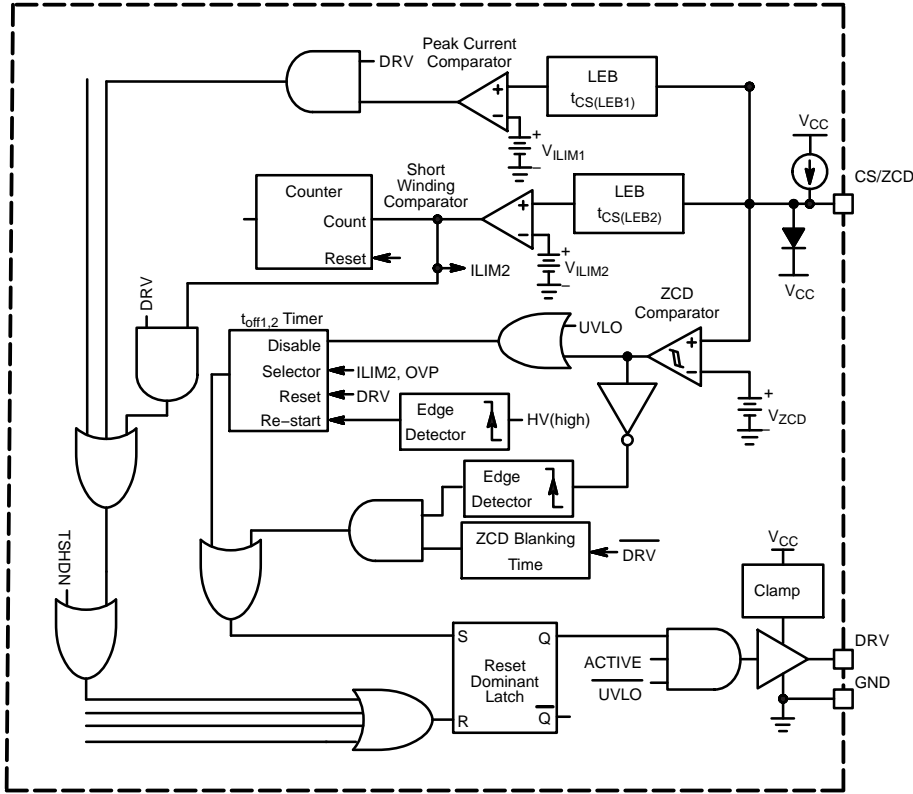 Peak Current
Comparator
DRV
LEB
tCS(LEB1)
+
−
+
−
VILIM1
VCC
CS/ZCD
VCC
Counter
Count
Reset
Short
Winding
Comparator
LEB
tCS(LEB2)
+
−
+
−
VILIM2
ILIM2
DRV
toff1,2 Timer
Disable
Selector
Reset
Re−start
ILIM2, OVP
DRV
Edge
Detector
HV(high)
UVLO
ZCD
Comparator
+
−
+
−
VZCD
Edge
Detector
ZCD Blanking
Time
DRV
TSHDN
S
Q
Reset
Dominant
Latch
R
Q
ACTIVE
UVLO
VCC
Clamp
DRV
GND